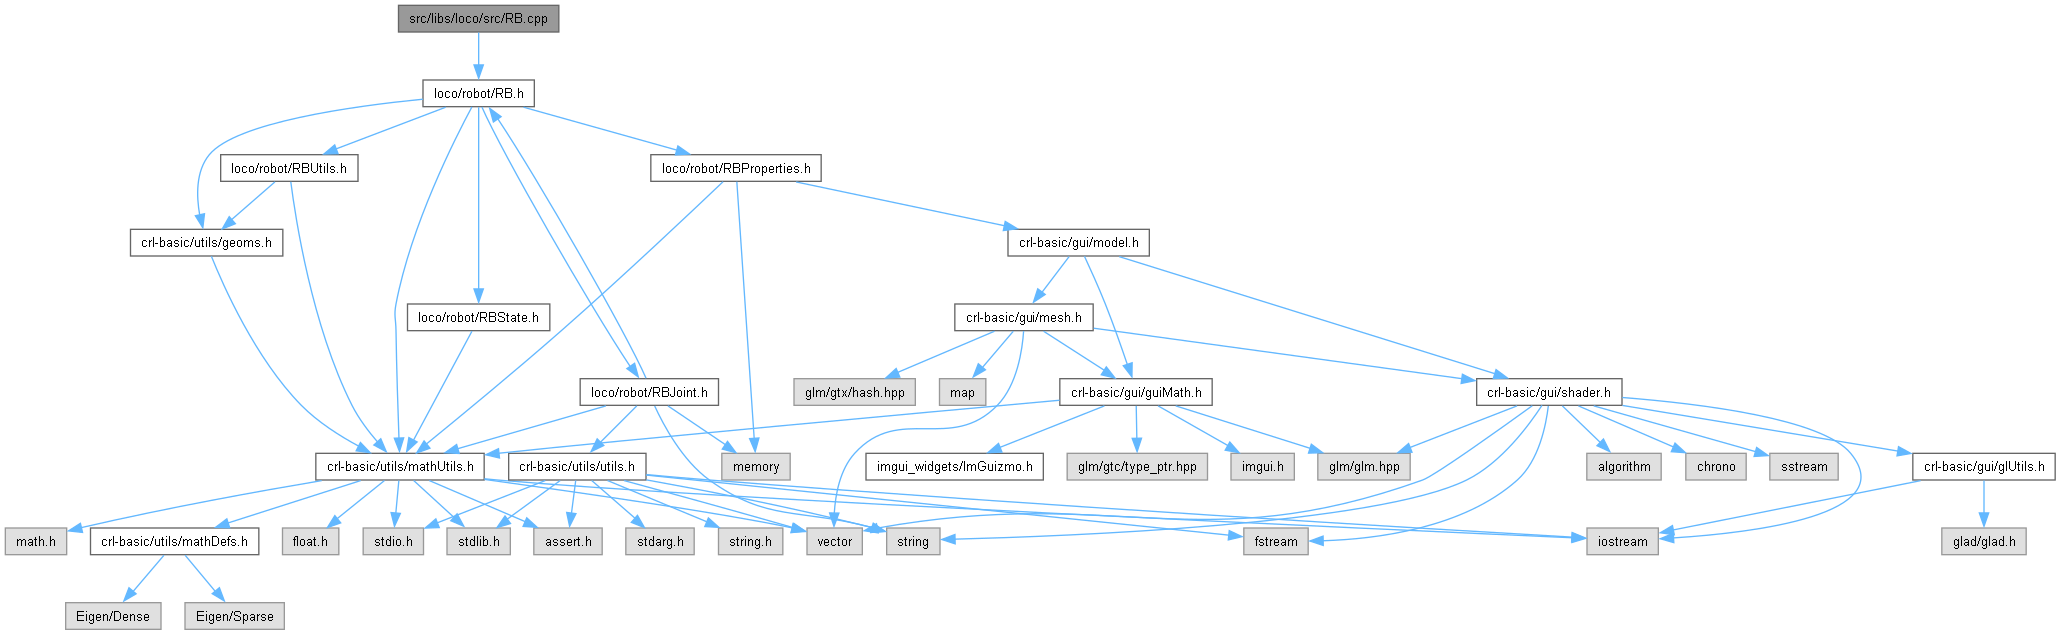 src/libs/loco/src/RB.cpp
loco/robot/RB.h
loco/robot/RBUtils.h
loco/robot/RBProperties.h
crl-basic/utils/geoms.h
crl-basic/gui/model.h
loco/robot/RBState.h
crl-basic/gui/mesh.h
loco/robot/RBJoint.h
glm/gtx/hash.hpp
map
crl-basic/gui/guiMath.h
crl-basic/gui/shader.h
crl-basic/utils/mathUtils.h
crl-basic/utils/utils.h
memory
imgui_widgets/ImGuizmo.h
glm/gtc/type_ptr.hpp
imgui.h
glm/glm.hpp
algorithm
chrono
sstream
crl-basic/gui/glUtils.h
math.h
crl-basic/utils/mathDefs.h
float.h
stdio.h
stdlib.h
assert.h
stdarg.h
string.h
vector
string
fstream
iostream
glad/glad.h
Eigen/Dense
Eigen/Sparse